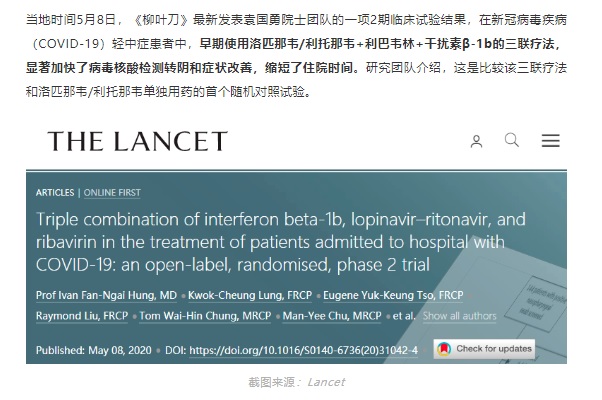 当地时间5月8日，《柳叶刀》最新发表袁国勇院士团队的一项2期临床试验结果，在新冠病毒疾病
（COVID-19）轻中症患者中，早期使用洛匹那韦/利托那韦+利巴韦林+干扰素β-1b的三联疗法，
显著加快了病毒核酸检测转阴和症状改善，缩短了住院时间。研究团队介绍，这是比较该三联疗法
和洛匹那韦/利托那韦单独用药的首个随机对照试验。
THE LANCET
ARTICLES | ONLINE FIRST
Triple combination of interferon beta-1b, lopinavir–ritonavir, and
ribavirin in the treatment of patients admitted to hospital with
COVID-19: an open-label, randomised, phase 2 trial
Prof Ivan Fan-Ngai Hung, MD • Kwok-Cheung Lung, FRCP • Eugene Yuk-Keung Tso, FRCP
Raymond Liu, FRCP • Tom Wai-Hin Chung, MRCP • Man-Yee Chu, MRCP • et al. Show all authors
Published: May 08, 2020 • DOI: https://doi.org/10.1016/S0140-6736(20)31042-4 Check for updates
截图来源：Lancet